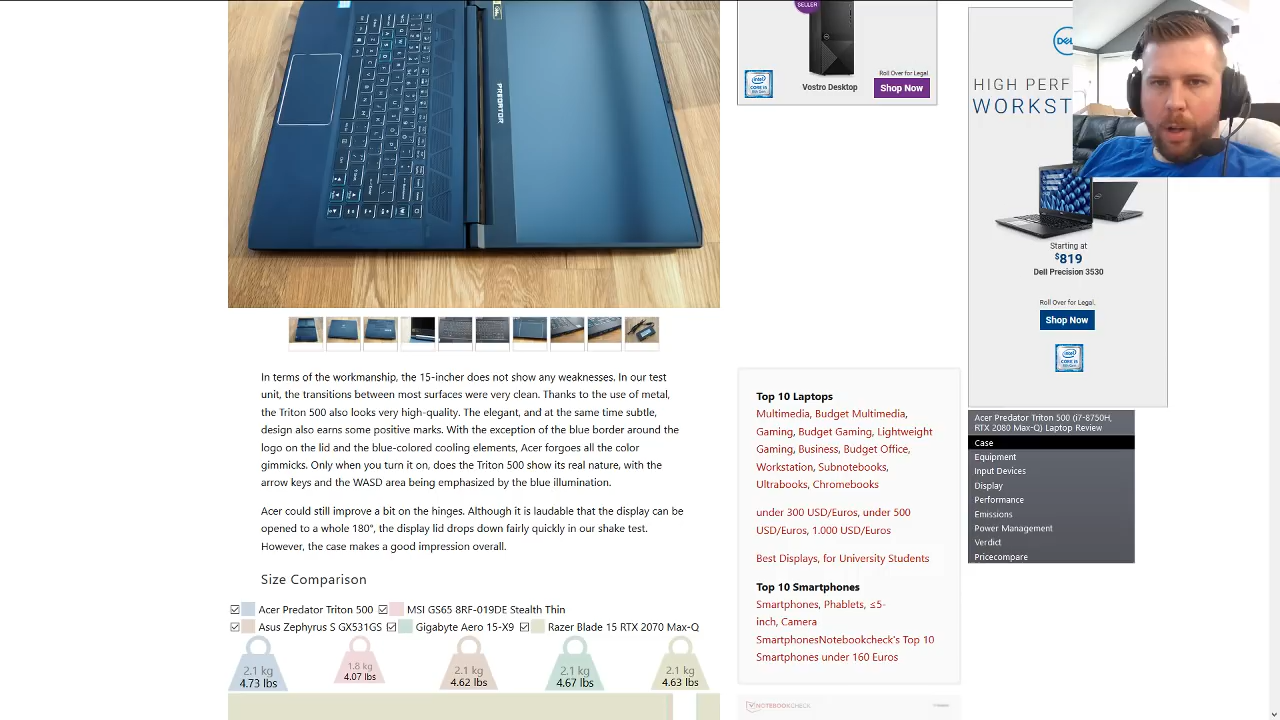 PREDATOR
SELLER
Vostro Desktop
Roll Over for Legal
Shop Now
DEL
HIGH PERF
WORKST
Starting at
$819
Dell Precision 3530
Roll Over for Legal.
Shop Now
In terms of the workmanship, the 15-incher does not show any weaknesses. In our test
unit, the transitions between most surfaces were very clean. Thanks to the use of metal,
the Triton 500 also looks very high-quality. The elegant, and at the same time subtle,
design also earns some positive marks. With the exception of the blue border around the
logo on the lid and the blue-colored cooling elements, Acer forgoes all the color
gimmicks. Only when you turn it on, does the Triton 500 show its real nature, with the
arrow keys and the WASD area being emphasized by the blue illumination.
Acer could still improve a bit on the hinges. Although it is laudable that the display can be
opened to a whole 180°, the display lid drops down fairly quickly in our shake test.
However, the case makes a good impression overall.
Size Comparison
Acer Predator Triton 500 MSI GS65 8RF-019DE Stealth Thin
Asus Zephyrus S GX531GS Gigabyte Aero 15-X9 Razer Blade 15 RTX 2070 Max-Q
2.1 kg 1.8 kg 2.1 kg 2.1 kg 2.1 kg
4.73 lbs 4.07 lbs 4.62 lbs 4.67 lbs 4.63 lbs
Top 10 Laptops
Multimedia, Budget Multimedia,
Gaming, Budget Gaming, Lightweight
Gaming, Business, Budget Office,
Workstation, Subnotebooks,
Ultrabooks, Chromebooks
under 300 USD/Euros, under 500
USD/Euros, 1.000 USD/Euros
Best Displays, for University Students
Top 10 Smartphones
Smartphones, Phablets, ≤5-
inch, Camera
SmartphonesNotebookcheck's Top 10
Smartphones under 160 Euros
NOTEBOOKCHECK
Acer Predator Triton 500 (i7-8750H,
RTX 2080 Max-Q) Laptop Review
Case
Equipment
Input Devices
Display
Performance
Emissions
Power Management
Verdict
Pricecompare